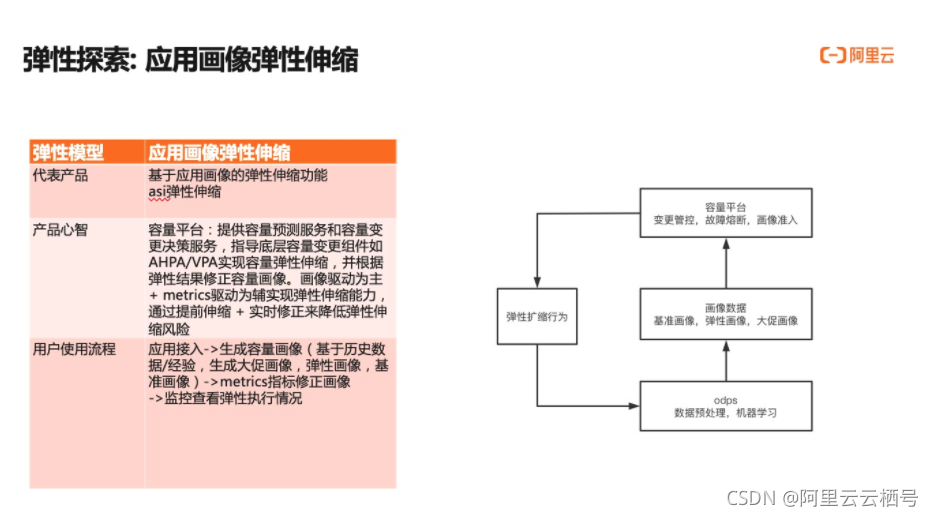 弹性探索: 应用画像弹性伸缩
阿里云
弹性模型
应用画像弹性伸缩
代表产品
基于应用画像的弹性伸缩功能
asi弹性伸缩
产品心智
容量平台：提供容量预测服务和容量变
更决策服务，指导底层容量变更组件如
AHPA/VPA实现容量弹性伸缩，并根据
弹性结果修正容量画像。画像驱动为主
+ metrics驱动为辅实现弹性伸缩能力，
通过提前伸缩 + 实时修正来降低弹性伸
缩风险
用户使用流程
应用接入->生成容量画像（基于历史数
据/经验，生成大促画像，弹性画像，基
准画像）->metrics指标修正画像
->监控查看弹性执行情况
容量平台
变更管控，故障熔断，画像准入
弹性扩缩行为
画像数据
基准画像，弹性画像，大促画像
odps
数据预处理，机器学习
CSDN @阿里云云栖号